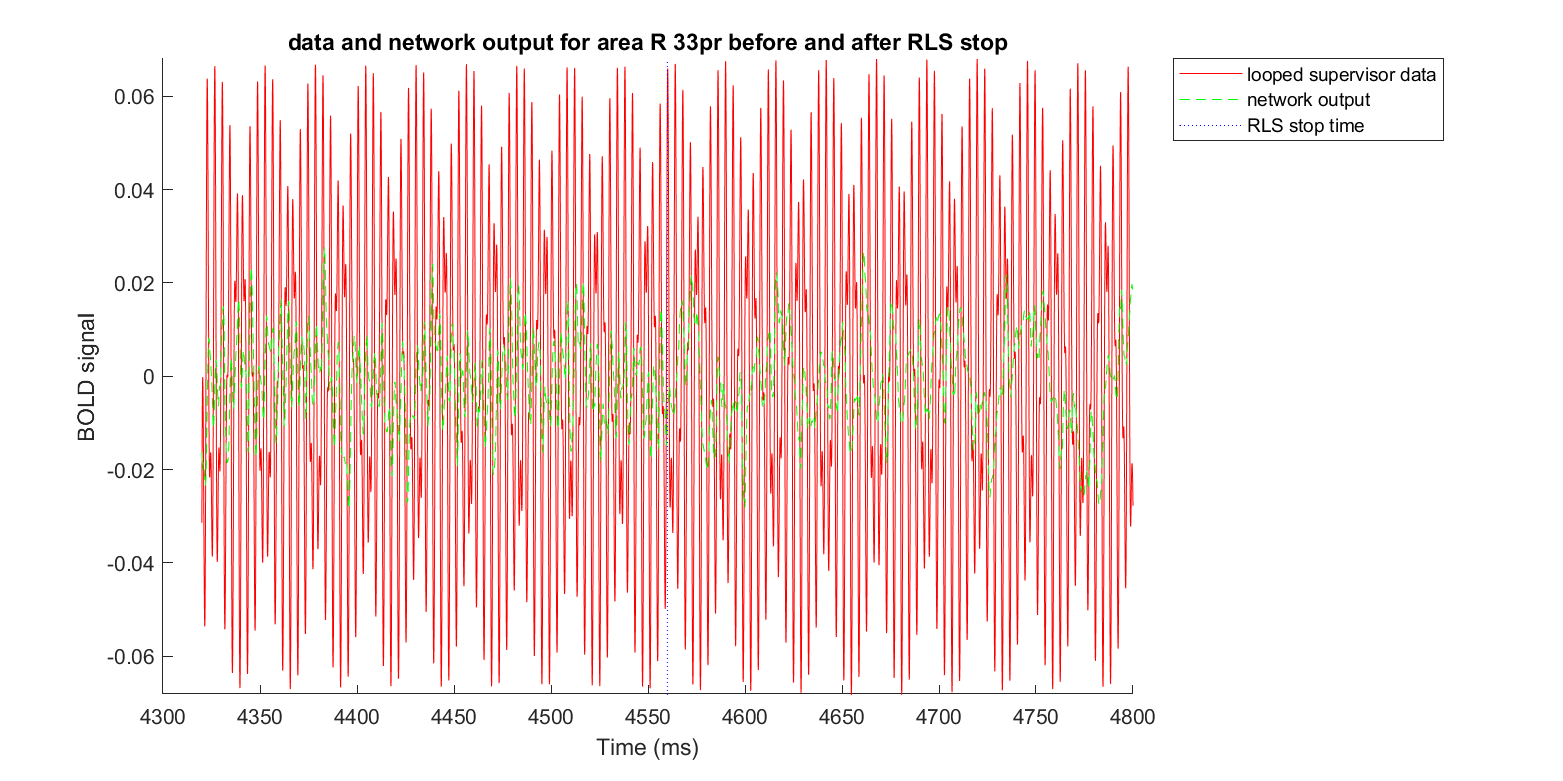 data and network output for area R 33pr before and after RLS stop
looped supervisor data
network output
RLS stop time
BOLD signal
0.06
0.04
0.02
0
-0.02
-0.04
-0.06
4300 4350 4400 4450 4500 4550 4600 4650 4700 4750 4800
Time (ms)